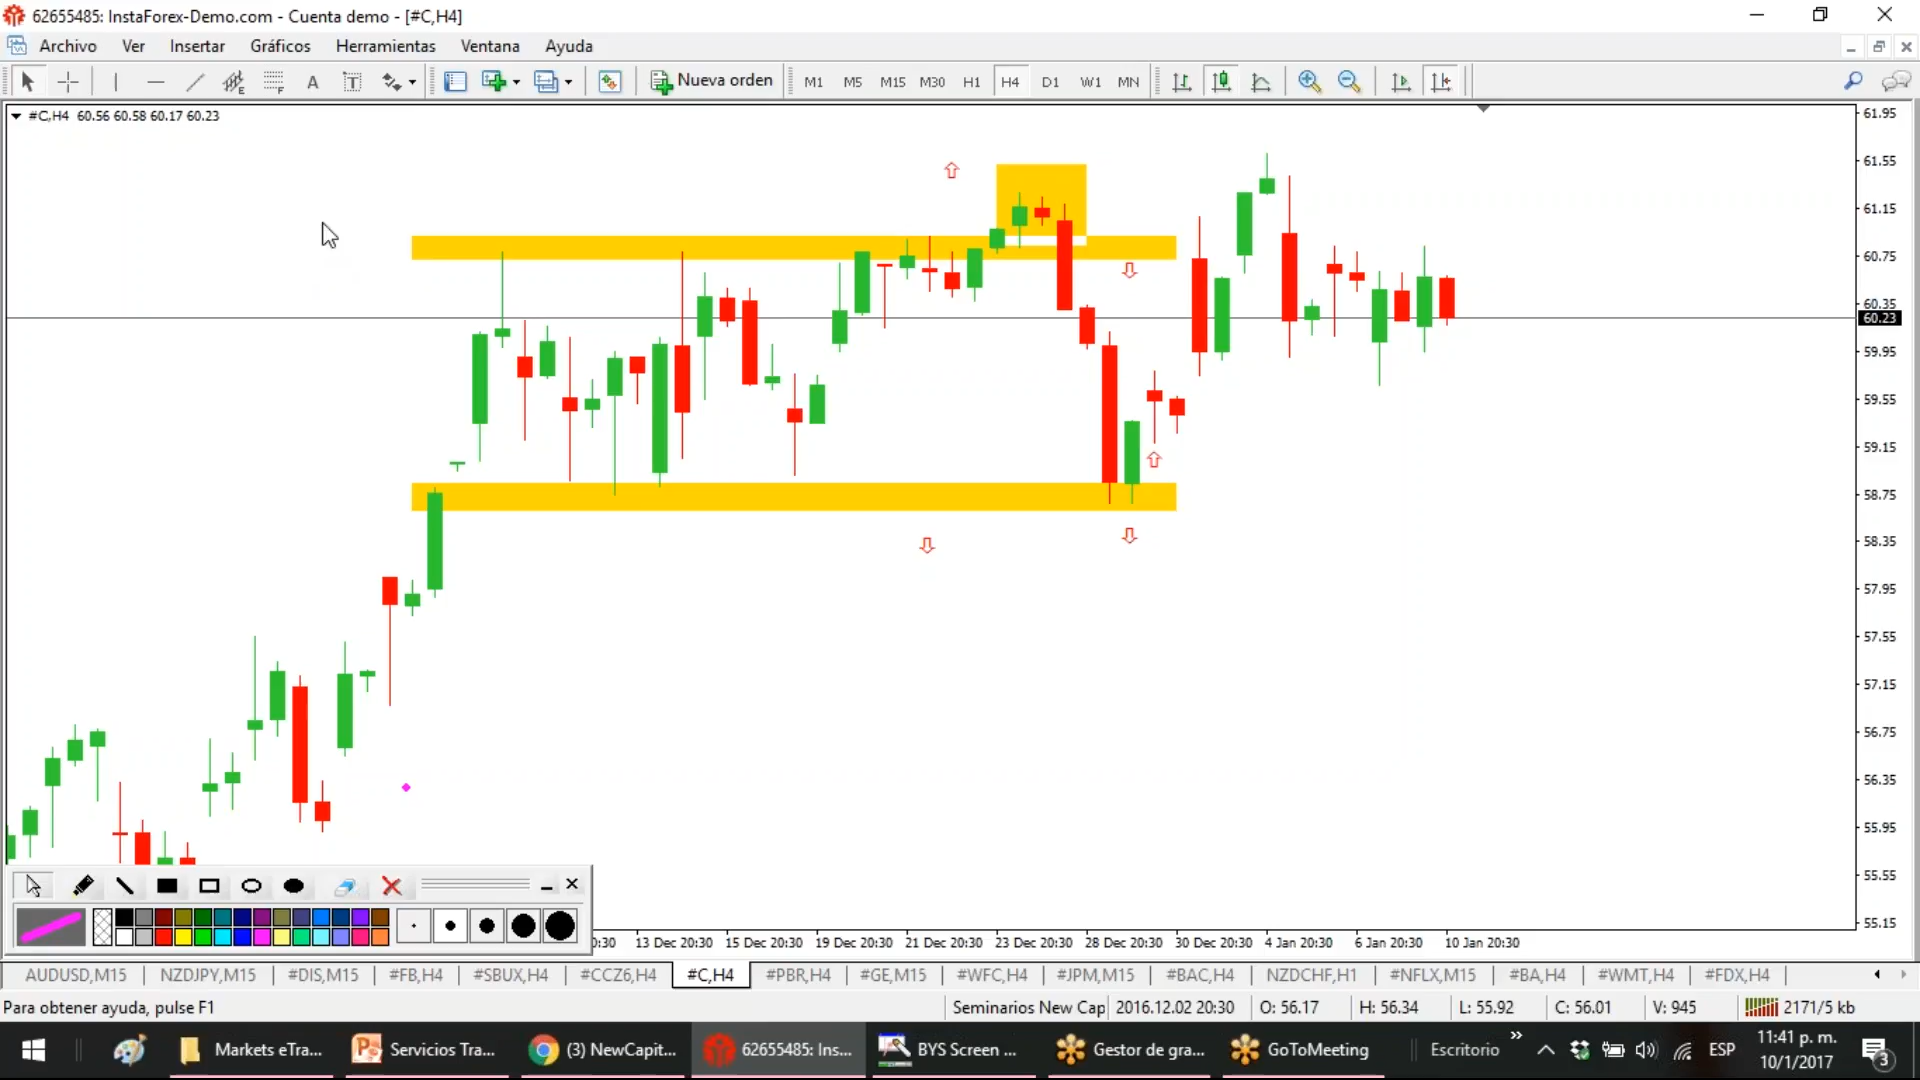 62655485: InstaForex-Demo.com - Cuenta demo - [#C,H4]
Archivo Ver Insertar Gráficos Herramientas Ventana Ayuda
E F A T Nueva orden M1 M5 M15 M30 H1 H4 D1 W1 MN
#C,H4 60.56 60.58 60.17 60.23
61.95
61.55
61.15
60.75
60.35
60.23
59.95
59.55
59.15
58.75
58.35
57.95
57.55
57.15
56.75
56.35
55.95
55.55
55.15
0:30 13 Dec 20:30 15 Dec 20:30 19 Dec 20:30 21 Dec 20:30 23 Dec 20:30 28 Dec 20:30 30 Dec 20:30 4 Jan 20:30 6 Jan 20:30 10 Jan 20:30
AUDUSD,M15 NZDJPY,M15 #DIS,M15 #FB,H4 #SBUX,H4 #CCZ6,H4 #C,H4 #PBR,H4 #GE,M15 #WFC,H4 #JPM,M15 #BAC,H4 NZDCHF,H1 #NFLX,M15 #BA,H4 #WMT,H4 #FDX,H4
Para obtener ayuda, pulse F1 Seminarios New Cap 2016.12.02 20:30 O: 56.17 H: 56.34 L: 55.92 C: 56.01 V: 945 2171/5 kb
Markets eTra... Servicios Tra... (3) NewCapit... 62655485: Ins... BYS Screen ... Gestor de gra... GoToMeeting Escritorio ESP 11:41 p. m.
10/1/2017
3